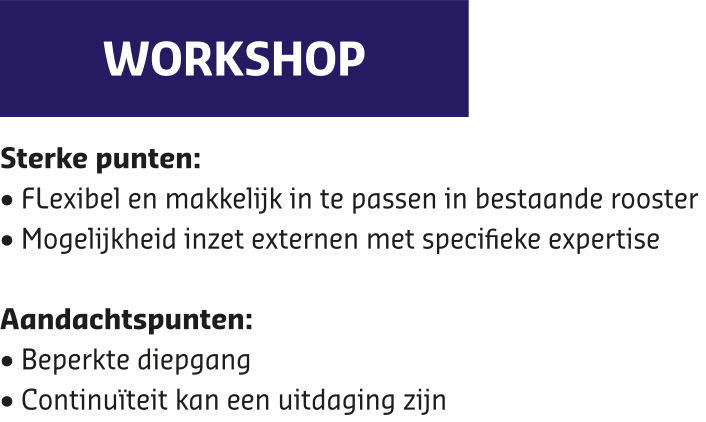 WORKSHOP
Sterke punten:
• FLexibel en makkelijk in te passen in bestaande rooster
• Mogelijkheid inzet externen met specifieke expertise
Aandachtspunten:
• Beperkte diepgang
• Continuïteit kan een uitdaging zijn